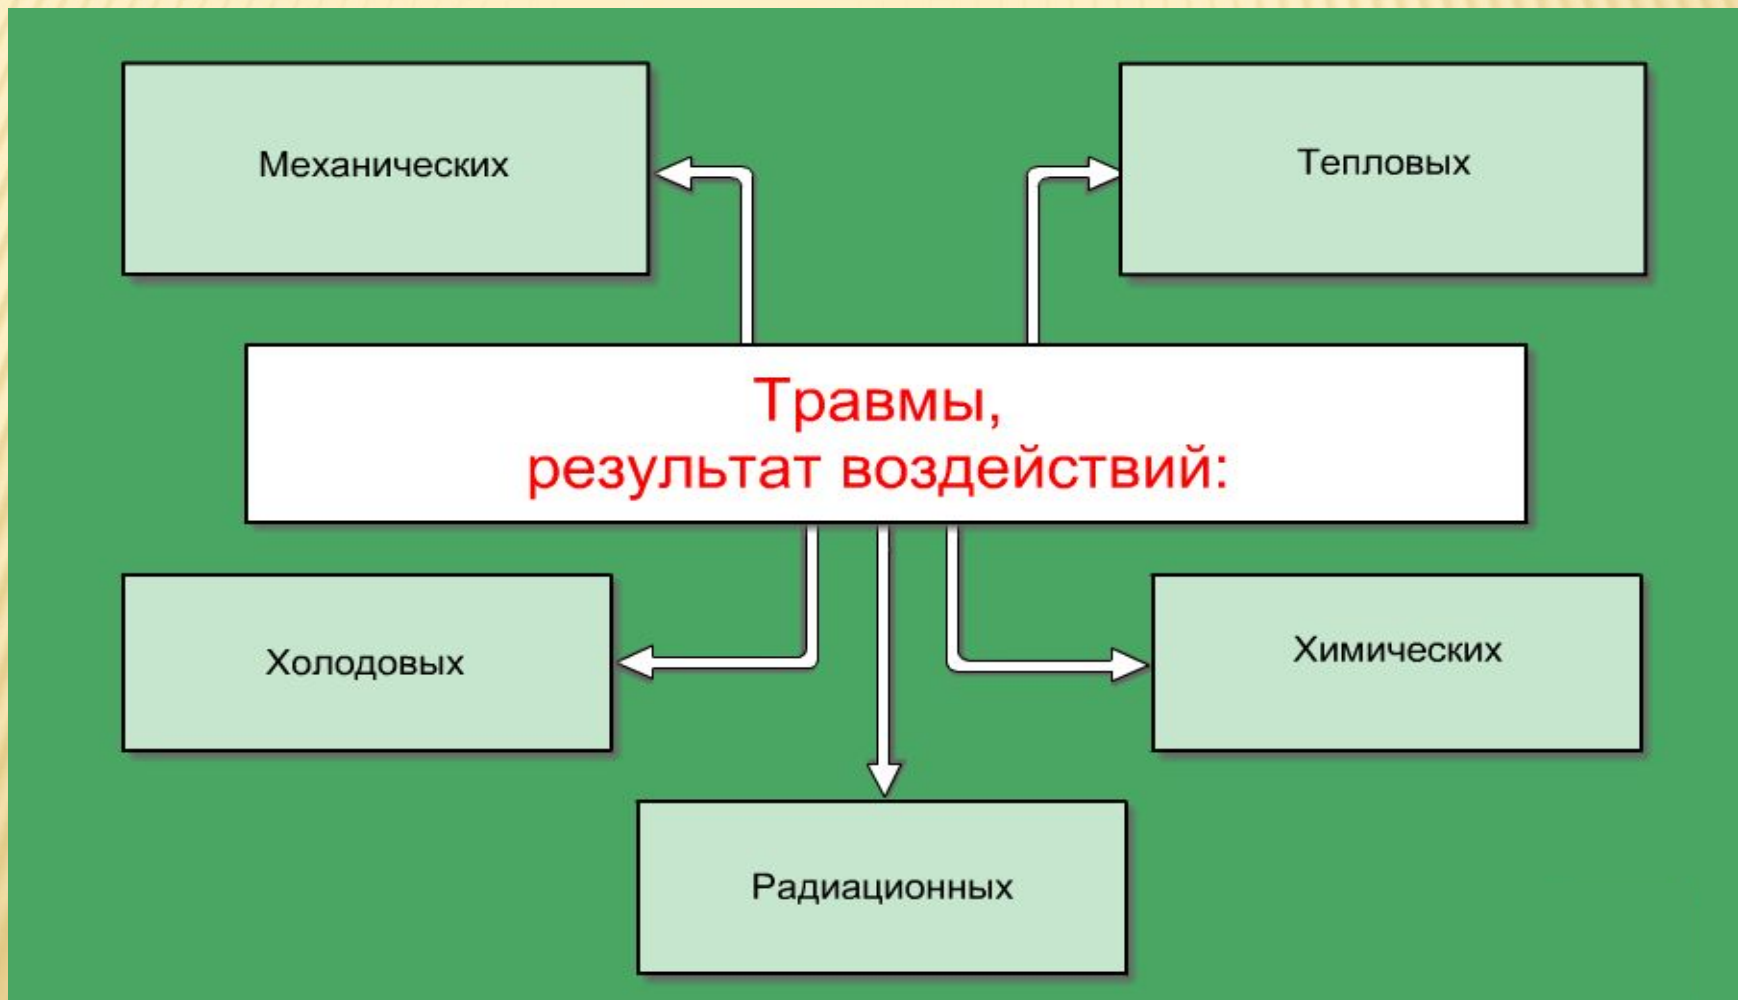 Механических
Тепловых
Травмы,
результат воздействий:
Холодовых
Химических
Радиационных